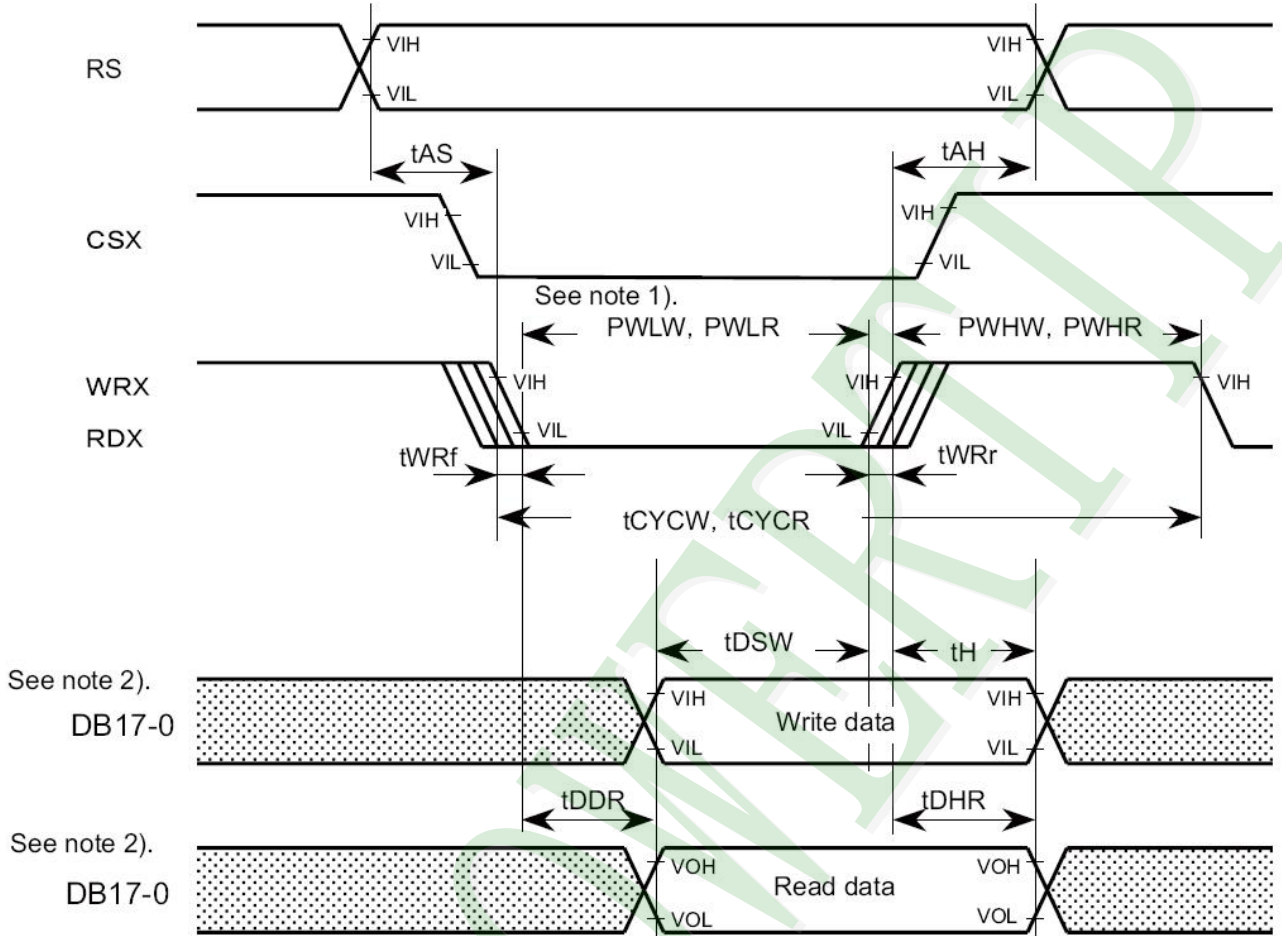 RS
VIH
VIH
VIL
VIL
tAS
tAH
CSX
VIH
VIH
VIL
VIL
See note 1).
PWLW, PWLR
PWHW, PWHR
WRX
VIH
VIH
VIH
RDX
VIL
VIL
tWRf
tWRr
tCYCW, tCYCR
tDSW
tH
See note 2).
DB17-0
VIH
Write data
VIH
VIL
VIL
tDDR
tDHR
See note 2).
DB17-0
VOH
Read data
VOH
VOL
VOL
OWERTIP